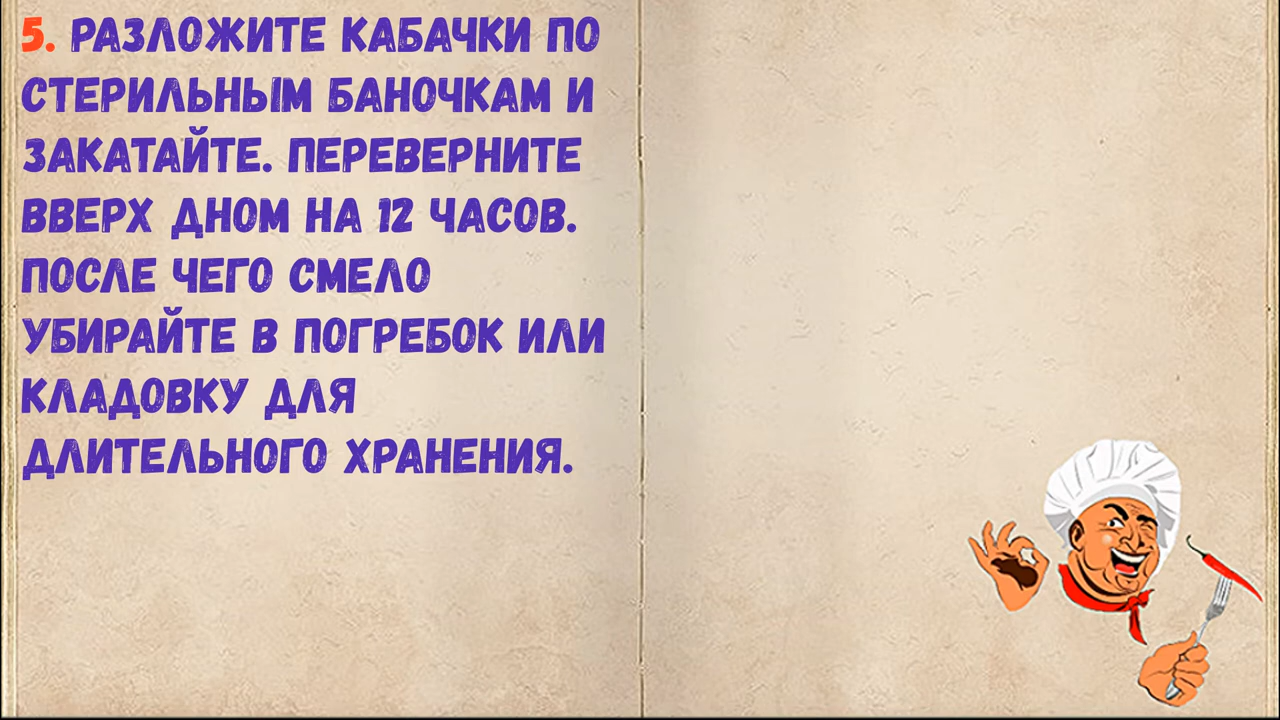 5. РАЗЛОЖИТЕ КАБАЧКИ ПО
СТЕРИЛЬНЫМ БАНОЧКАМ И
ЗАКАТАЙТЕ. ПЕРЕВЕРНИТЕ
ВВЕРХ ДНОМ НА 12 ЧАСОВ.
ПОСЛЕ ЧЕГО СМЕЛО
УБИРАЙТЕ В ПОГРЕБОК ИЛИ
КЛАДОВКУ ДЛЯ
ДЛИТЕЛЬНОГО ХРАНЕНИЯ.